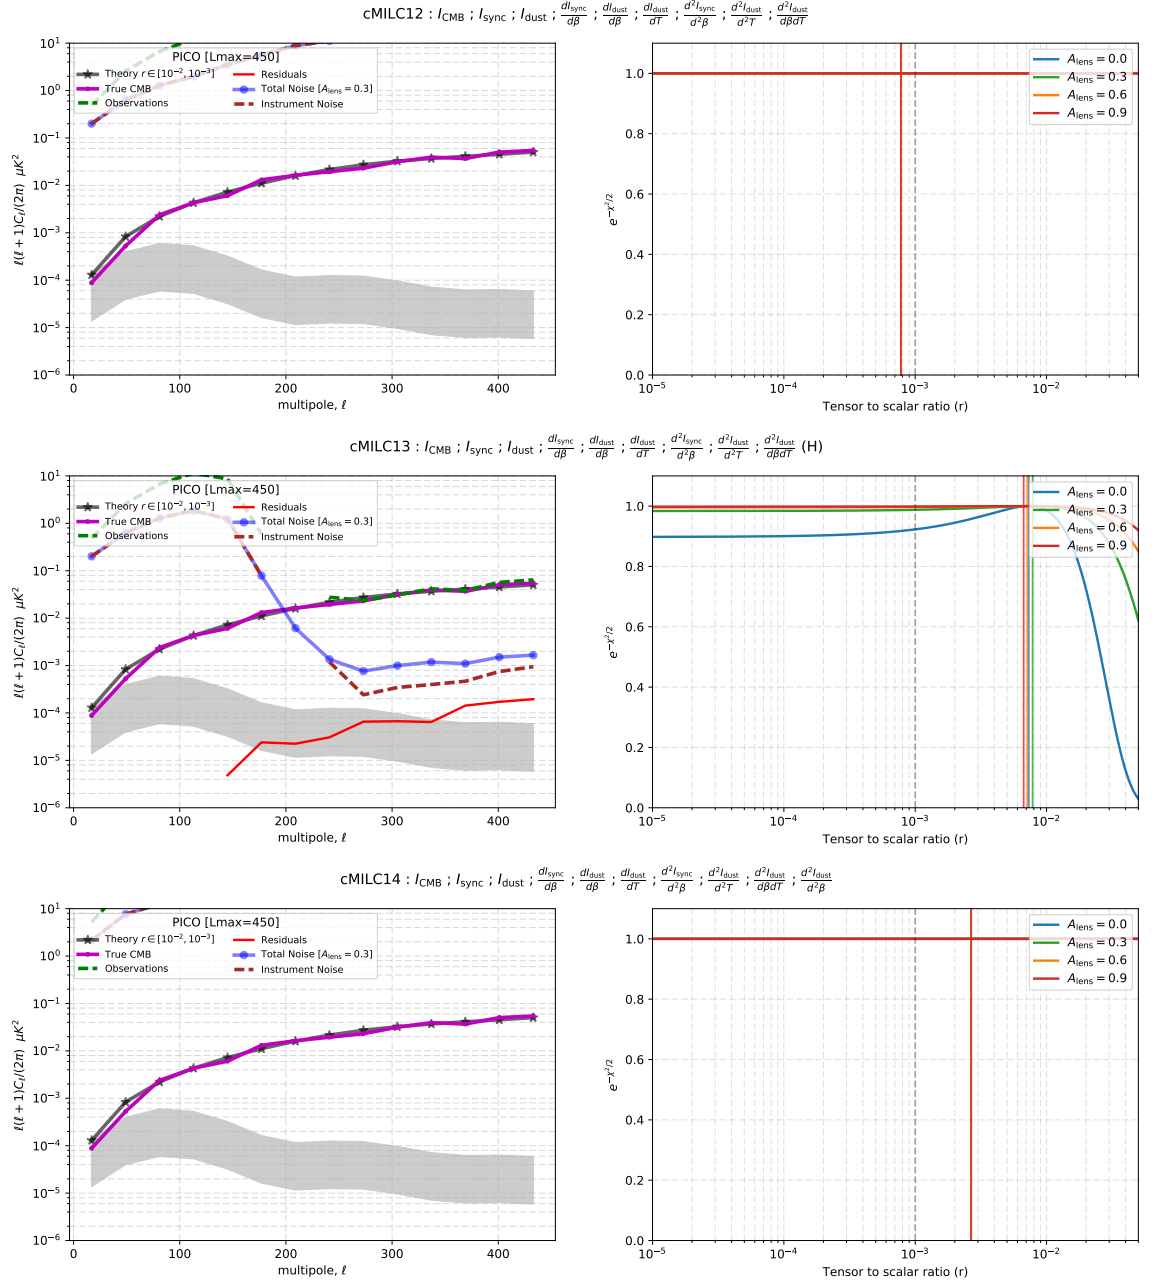 cMILC12 : I_CMB ; I_sync ; I_dust ; dI_sync/dβ ; dI_dust/dβ ; dI_dust/dT ; d²I_sync/d²β ; d²I_dust/d²T ; d²I_dust/dβdT
PICO [Lmax=450]
Theory r∈[10⁻², 10⁻³]
True CMB
Observations
Residuals
Total Noise [A_lens = 0.3]
Instrument Noise
ℓ(ℓ+1)C_ℓ/(2π) μK²
10¹
10⁰
10⁻¹
10⁻²
10⁻³
10⁻⁴
10⁻⁵
10⁻⁶
0 100 200 300 400
multipole, ℓ
A_lens = 0.0
A_lens = 0.3
A_lens = 0.6
A_lens = 0.9
e^{-χ²/2}
1.0
0.8
0.6
0.4
0.2
0.0
10⁻⁵ 10⁻⁴ 10⁻³ 10⁻²
Tensor to scalar ratio (r)
cMILC13 : I_CMB ; I_sync ; I_dust ; dI_sync/dβ ; dI_dust/dβ ; dI_dust/dT ; d²I_sync/d²β ; d²I_dust/d²T ; d²I_dust/dβdT (H)
PICO [Lmax=450]
Theory r∈[10⁻², 10⁻³]
True CMB
Observations
Residuals
Total Noise [A_lens = 0.3]
Instrument Noise
ℓ(ℓ+1)C_ℓ/(2π) μK²
10¹
10⁰
10⁻¹
10⁻²
10⁻³
10⁻⁴
10⁻⁵
10⁻⁶
0 100 200 300 400
multipole, ℓ
A_lens = 0.0
A_lens = 0.3
A_lens = 0.6
A_lens = 0.9
e^{-χ²/2}
1.0
0.8
0.6
0.4
0.2
0.0
10⁻⁵ 10⁻⁴ 10⁻³ 10⁻²
Tensor to scalar ratio (r)
cMILC14 : I_CMB ; I_sync ; I_dust ; dI_sync/dβ ; dI_dust/dβ ; dI_dust/dT ; d²I_sync/d²β ; d²I_dust/d²T ; d²I_dust/dβdT ; d²I_dust/d²β
PICO [Lmax=450]
Theory r∈[10⁻², 10⁻³]
True CMB
Observations
Residuals
Total Noise [A_lens = 0.3]
Instrument Noise
ℓ(ℓ+1)C_ℓ/(2π) μK²
10¹
10⁰
10⁻¹
10⁻²
10⁻³
10⁻⁴
10⁻⁵
10⁻⁶
0 100 200 300 400
multipole, ℓ
A_lens = 0.0
A_lens = 0.3
A_lens = 0.6
A_lens = 0.9
e^{-χ²/2}
1.0
0.8
0.6
0.4
0.2
0.0
10⁻⁵ 10⁻⁴ 10⁻³ 10⁻²
Tensor to scalar ratio (r)